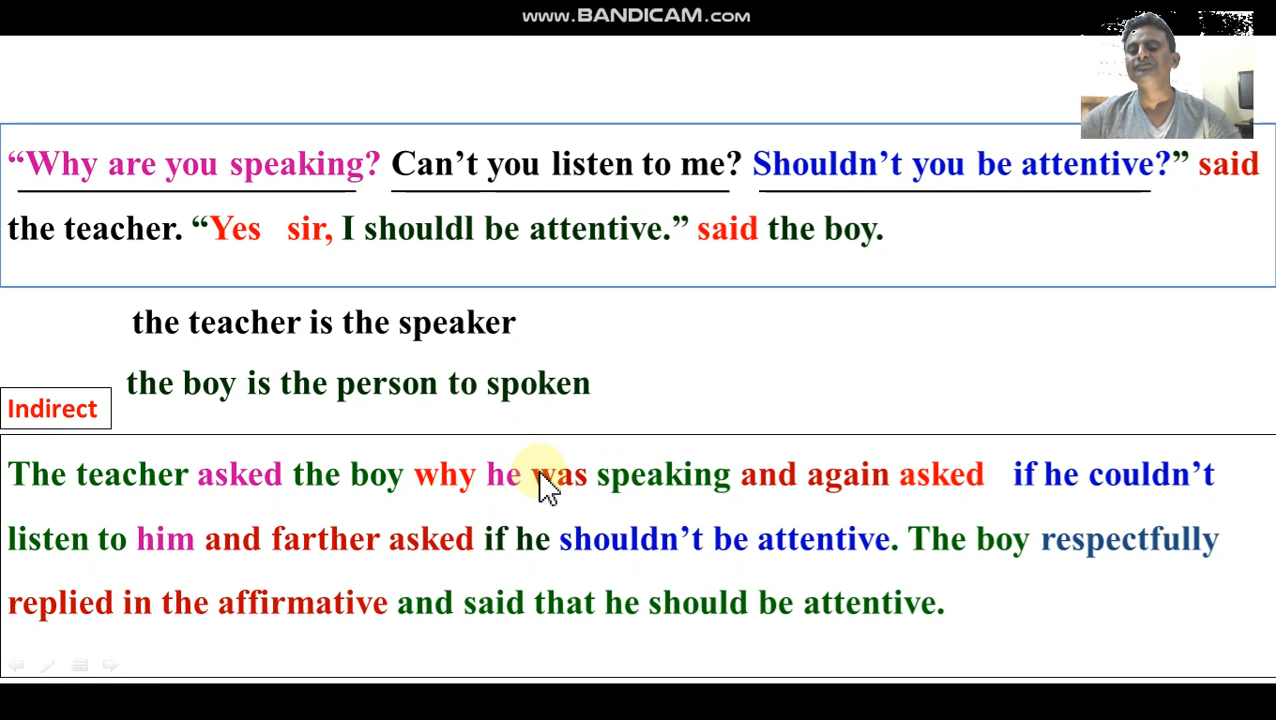 www.BANDICAM.com
“Why are you speaking? Can’t you listen to me? Shouldn’t you be attentive?” said
the teacher. “Yes sir, I shouldl be attentive.” said the boy.
the teacher is the speaker
the boy is the person to spoken
Indirect
The teacher asked the boy why he was speaking and again asked if he couldn’t
listen to him and farther asked if he shouldn’t be attentive. The boy respectfully
replied in the affirmative and said that he should be attentive.